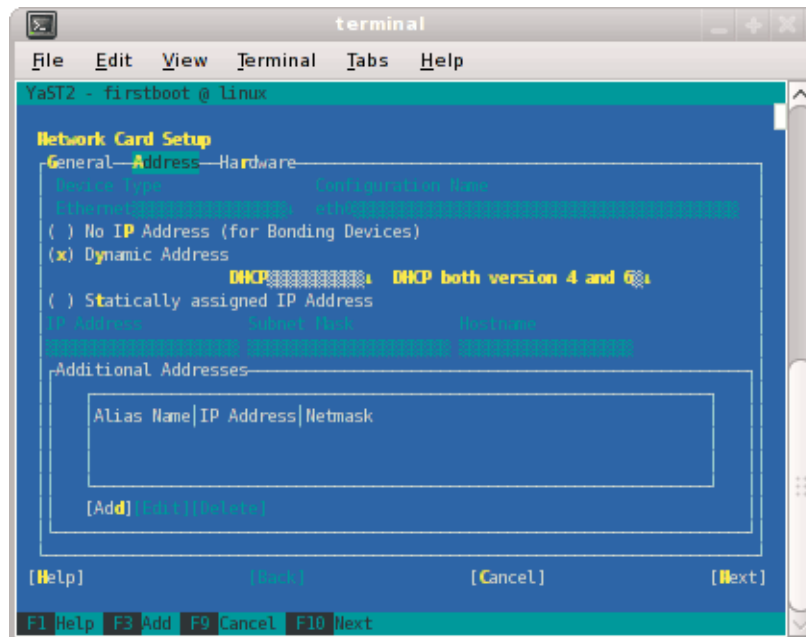 terminal
File Edit View Terminal Tabs Help
YaST2 - firstboot @ linux
Network Card Setup
General Address Hardware
Device Type Configuration Name
Ethernet eth0
( ) No IP Address (for Bonding Devices)
(x) Dynamic Address
DHCP DHCP both version 4 and 6
( ) Statically assigned IP Address
IP Address Subnet Mask Hostname
Additional Addresses
Alias Name|IP Address|Netmask
[Add][Edit][Delete]
[Help] [Back] [Cancel] [Next]
F1 Help F3 Add F9 Cancel F10 Next